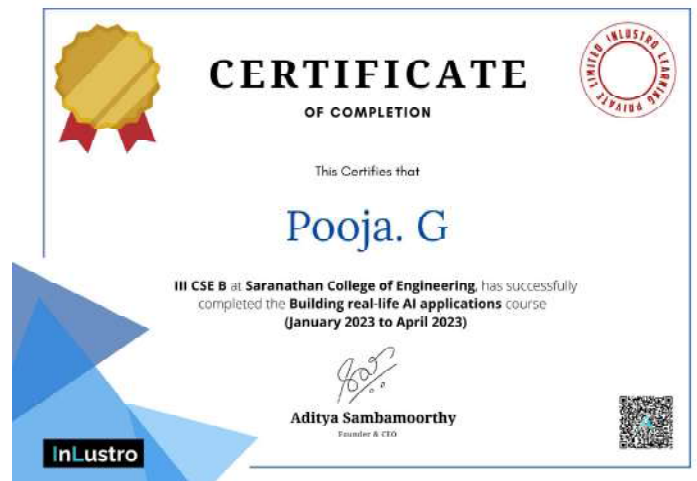 CERTIFICATE
OF COMPLETION
INLUSTRO LEARNING PRIVATE LIMITED
This Certifies that
Pooja. G
III CSE B at Saranathan College of Engineering, has successfully
completed the Building real-life AI applications course
(January 2023 to April 2023)
Aditya Sambamoorthy
Founder & CEO
InLustro